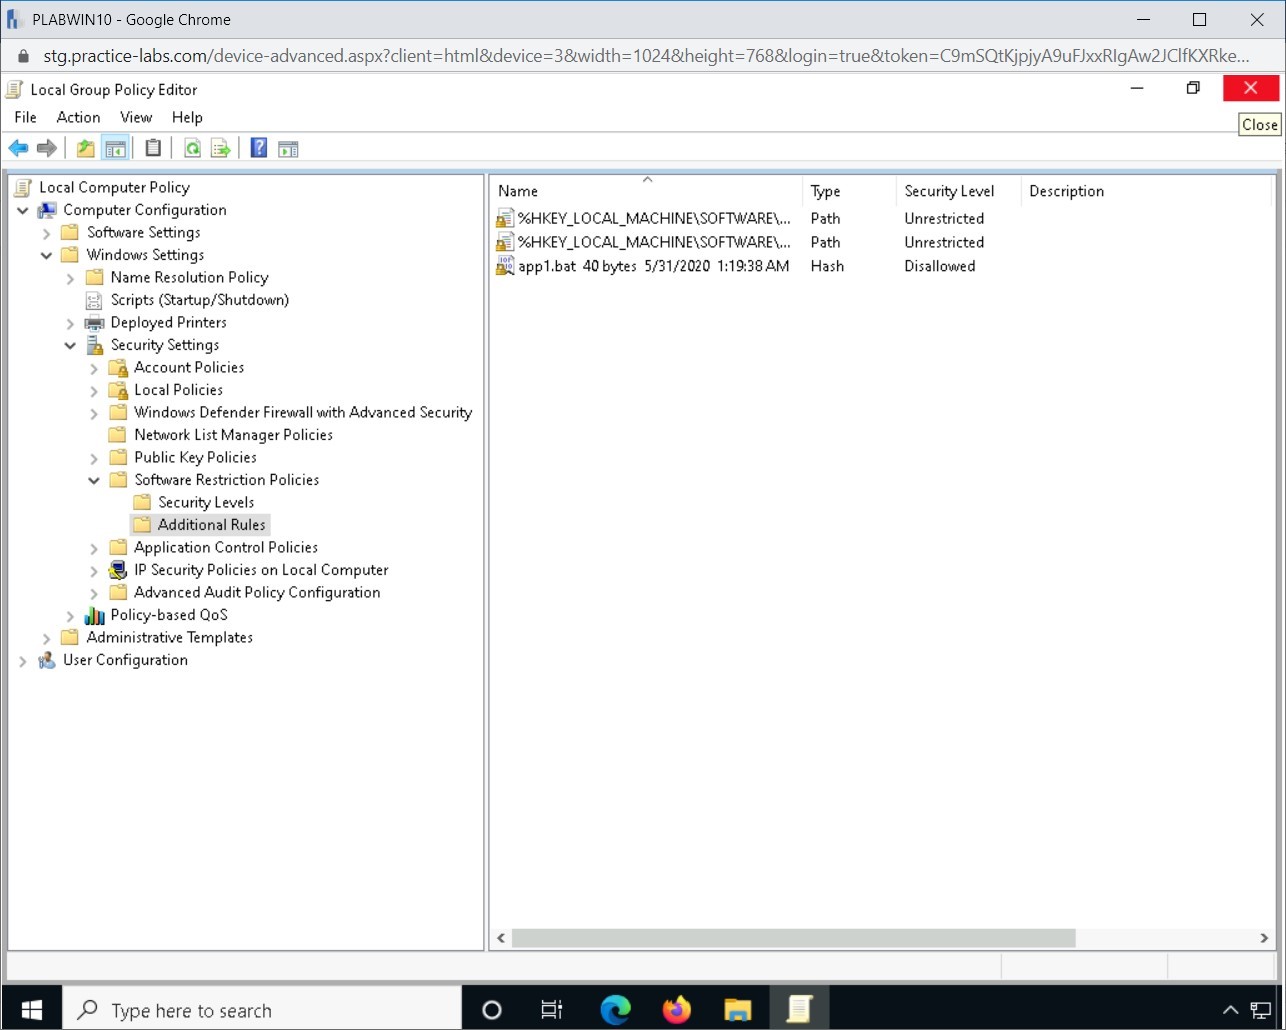 PLABWIN10 - Google Chrome
stg.practice-labs.com/device-advanced.aspx?client=html&device=3&width=1024&height=768&login=true&token=C9mSQtKjpjyA9uFJxxRIgAw2JClfKXRke...
Local Group Policy Editor
File Action View Help
Close
Local Computer Policy
Computer Configuration
Software Settings
Windows Settings
Name Resolution Policy
Scripts (Startup/Shutdown)
Deployed Printers
Security Settings
Account Policies
Local Policies
Windows Defender Firewall with Advanced Security
Network List Manager Policies
Public Key Policies
Software Restriction Policies
Security Levels
Additional Rules
Application Control Policies
IP Security Policies on Local Computer
Advanced Audit Policy Configuration
Policy-based QoS
Administrative Templates
User Configuration
Name Type Security Level Description
%HKEY_LOCAL_MACHINE\SOFTWARE\... Path Unrestricted
%HKEY_LOCAL_MACHINE\SOFTWARE\... Path Unrestricted
app1.bat 40 bytes 5/31/2020 1:19:38 AM Hash Disallowed
Type here to search